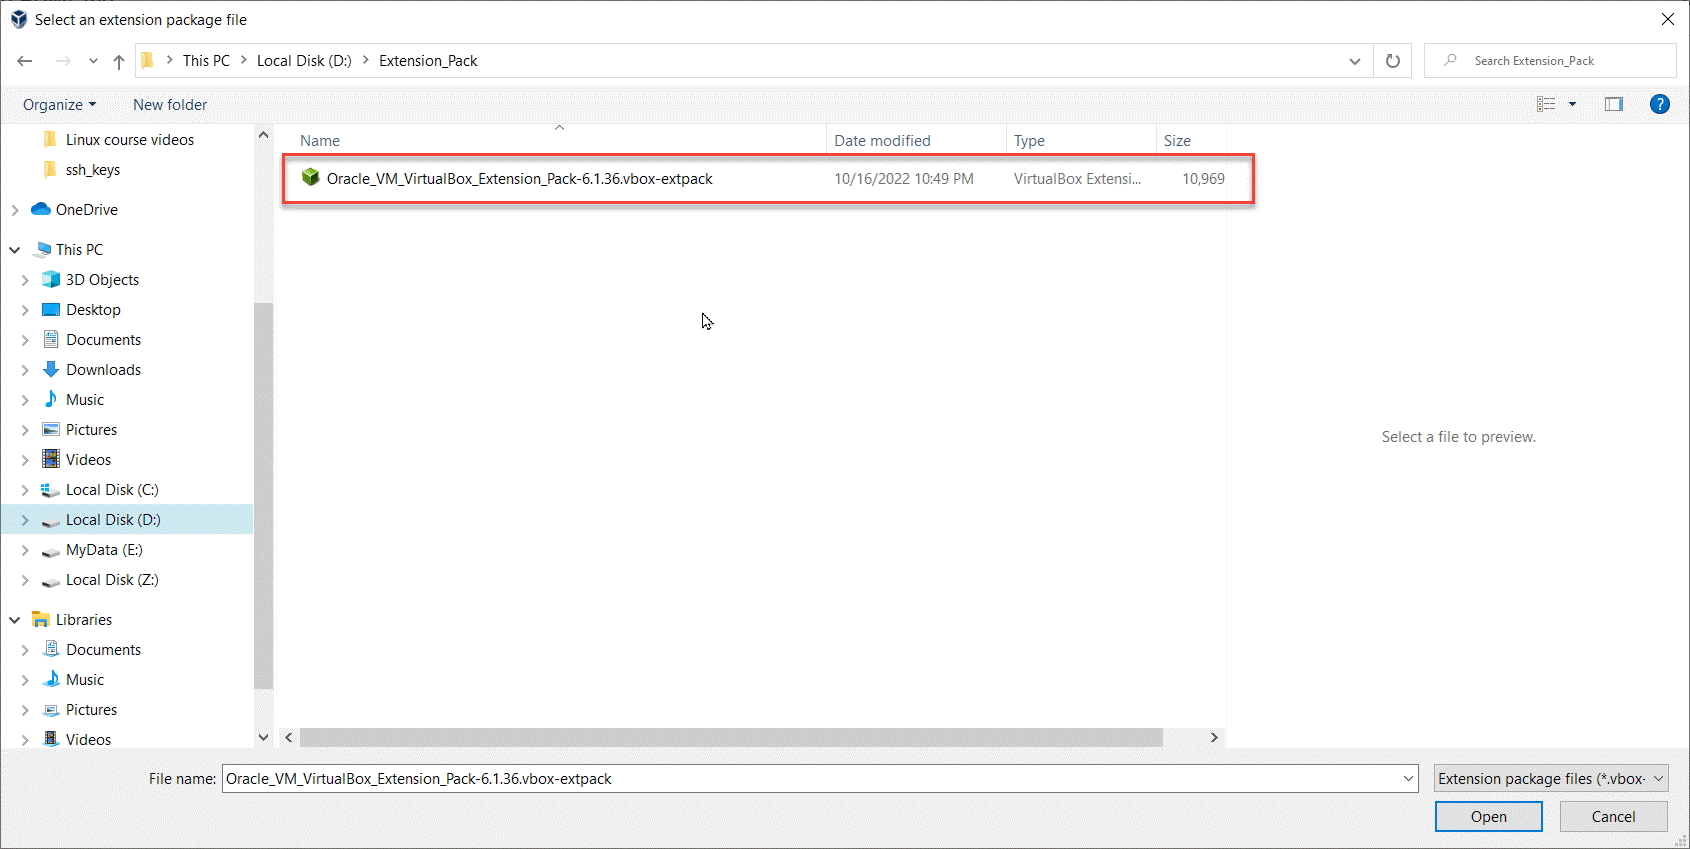 Select an extension package file
This PC > Local Disk (D:) > Extension_Pack
Search Extension_Pack
Organize
New folder
?
Linux course videos
ssh_keys
OneDrive
This PC
3D Objects
Desktop
Documents
Downloads
Music
Pictures
Videos
Local Disk (C:)
Local Disk (D:)
MyData (E:)
Local Disk (Z:)
Libraries
Documents
Music
Pictures
Videos
Name Date modified Type Size
Oracle_VM_VirtualBox_Extension_Pack-6.1.36.vbox-extpack 10/16/2022 10:49 PM VirtualBox Extensi... 10,969
Select a file to preview.
File name: Oracle_VM_VirtualBox_Extension_Pack-6.1.36.vbox-extpack
Extension package files (*.vbox-
Open
Cancel